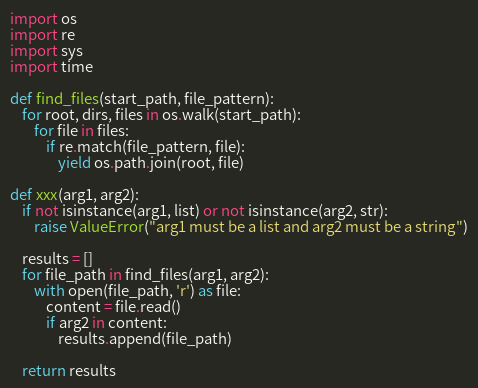 import os
import re
import sys
import time

def find_files(start_path, file_pattern):
    for root, dirs, files in os.walk(start_path):
        for file in files:
            if re.match(file_pattern, file):
                yield os.path.join(root, file)

def xxx(arg1, arg2):
    if not isinstance(arg1, list) or not isinstance(arg2, str):
        raise ValueError("arg1 must be a list and arg2 must be a string")

    results = []
    for file_path in find_files(arg1, arg2):
        with open(file_path, 'r') as file:
            content = file.read()
            if arg2 in content:
                results.append(file_path)

    return results